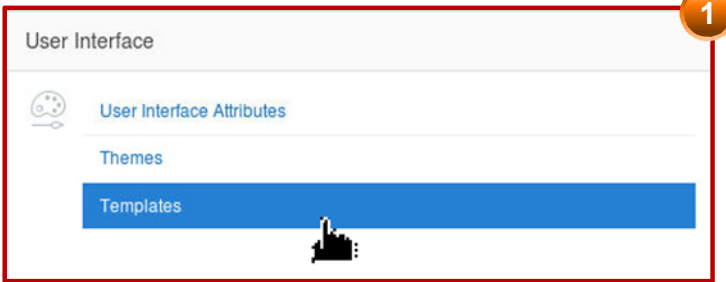 1
User Interface
User Interface Attributes
Themes
Templates